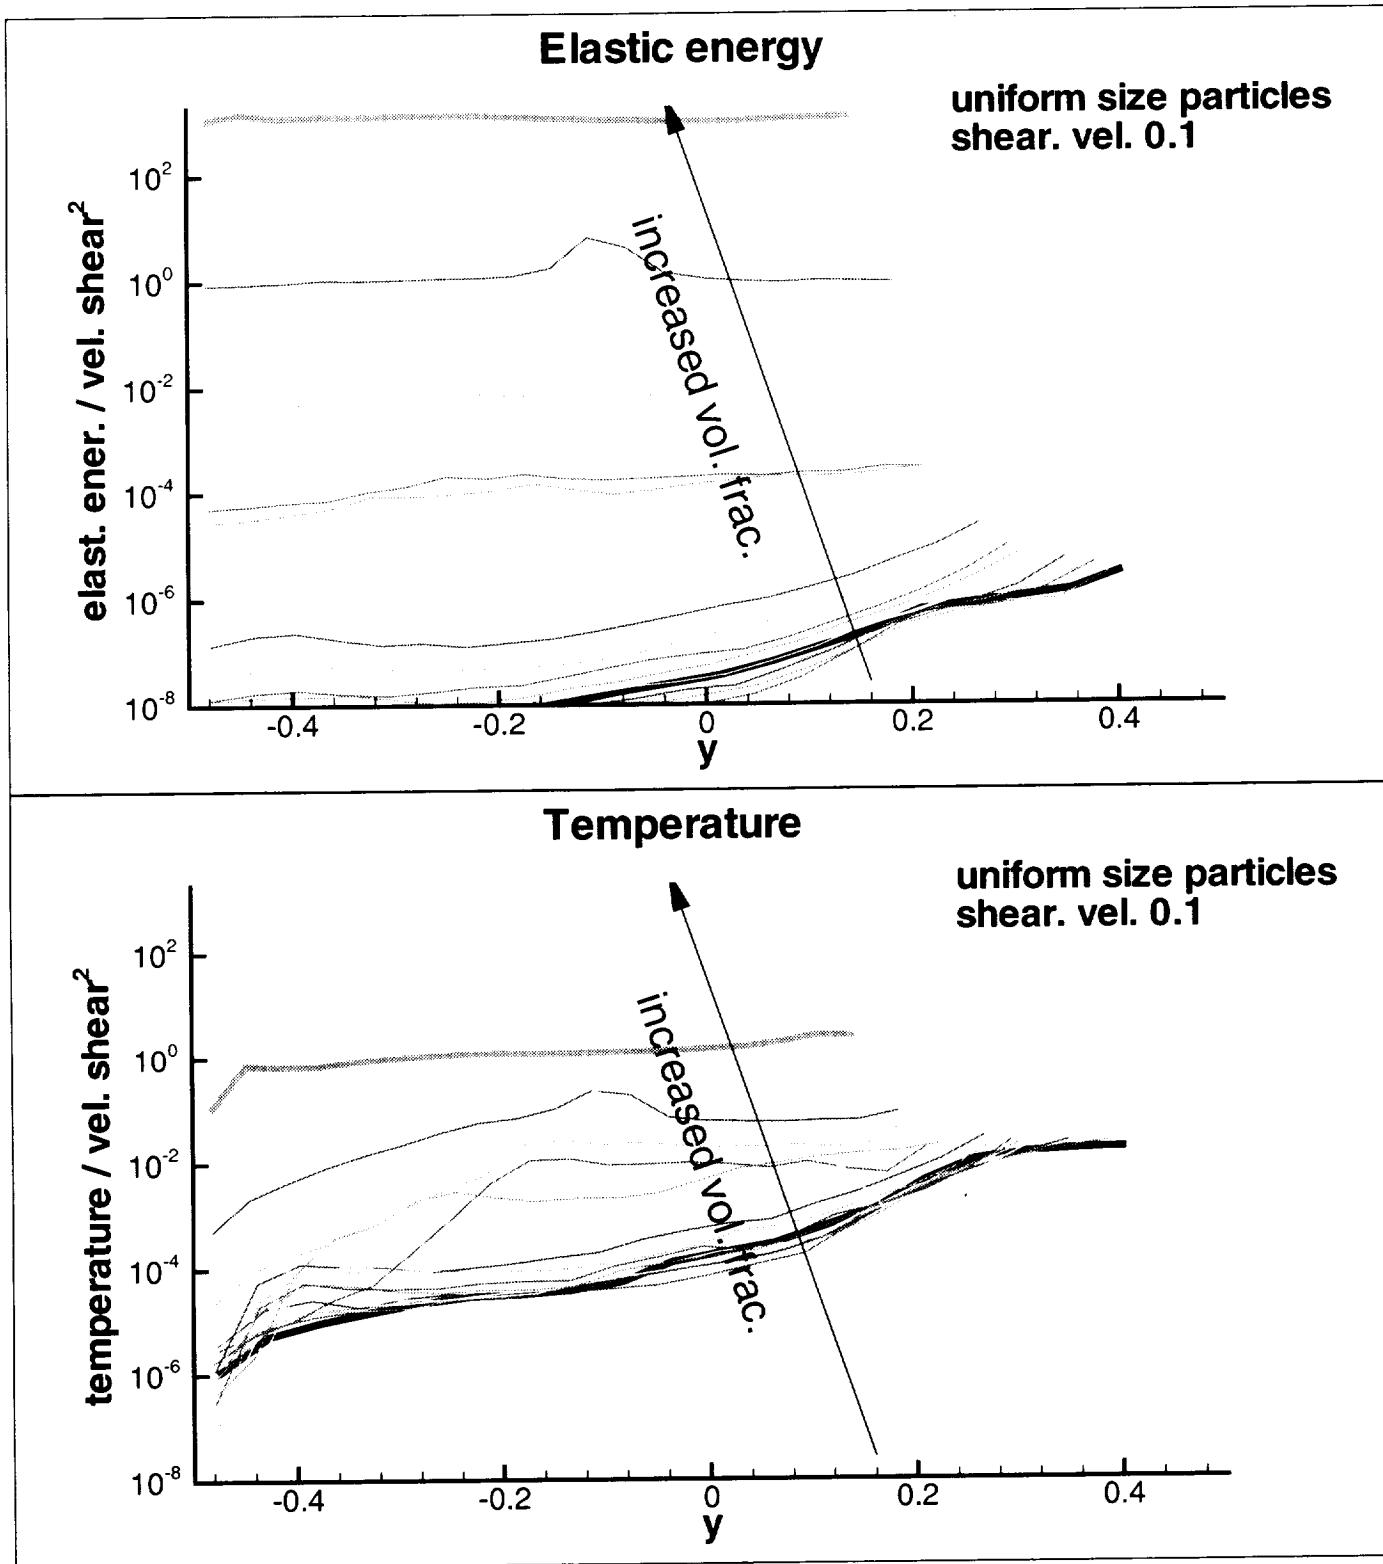 Elastic energy
uniform size particles
shear. vel. 0.1
elast. ener. / vel. shear²
10²
10⁰
10⁻²
10⁻⁴
10⁻⁶
10⁻⁸
increased vol. frac.
-0.4 -0.2 0 0.2 0.4
y
Temperature
uniform size particles
shear. vel. 0.1
temperature / vel. shear²
10²
10⁰
10⁻²
10⁻⁴
10⁻⁶
10⁻⁸
increased vol. frac.
-0.4 -0.2 0 0.2 0.4
y